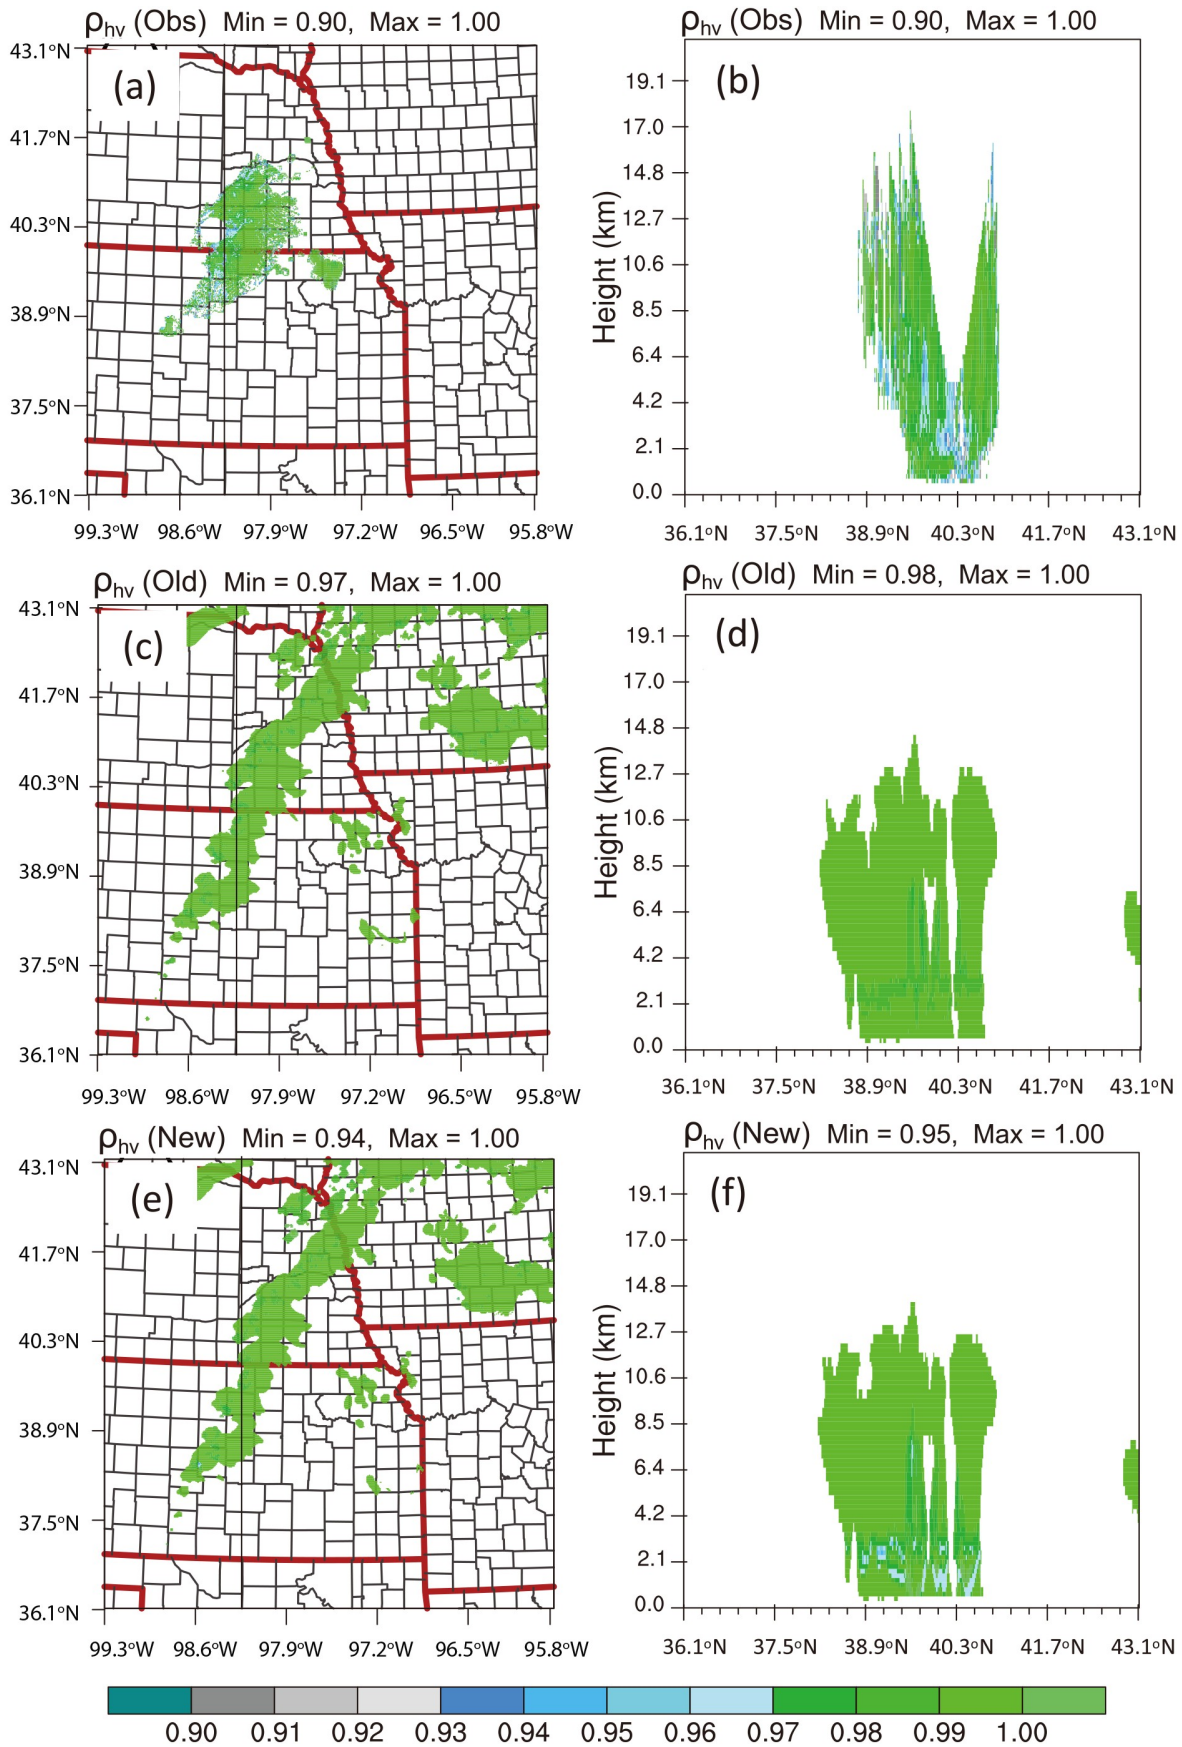 ρhv (Obs) Min = 0.90, Max = 1.00
(a)
43.1°N
41.7°N
40.3°N
38.9°N
37.5°N
36.1°N
99.3°W 98.6°W 97.9°W 97.2°W 96.5°W 95.8°W
ρhv (Obs) Min = 0.90, Max = 1.00
(b)
Height (km)
19.1
17.0
14.8
12.7
10.6
8.5
6.4
4.2
2.1
0.0
36.1°N 37.5°N 38.9°N 40.3°N 41.7°N 43.1°N
ρhv (Old) Min = 0.97, Max = 1.00
(c)
43.1°N
41.7°N
40.3°N
38.9°N
37.5°N
36.1°N
99.3°W 98.6°W 97.9°W 97.2°W 96.5°W 95.8°W
ρhv (Old) Min = 0.98, Max = 1.00
(d)
Height (km)
19.1
17.0
14.8
12.7
10.6
8.5
6.4
4.2
2.1
0.0
36.1°N 37.5°N 38.9°N 40.3°N 41.7°N 43.1°N
ρhv (New) Min = 0.94, Max = 1.00
(e)
43.1°N
41.7°N
40.3°N
38.9°N
37.5°N
36.1°N
99.3°W 98.6°W 97.9°W 97.2°W 96.5°W 95.8°W
ρhv (New) Min = 0.95, Max = 1.00
(f)
Height (km)
19.1
17.0
14.8
12.7
10.6
8.5
6.4
4.2
2.1
0.0
36.1°N 37.5°N 38.9°N 40.3°N 41.7°N 43.1°N
0.90 0.91 0.92 0.93 0.94 0.95 0.96 0.97 0.98 0.99 1.00